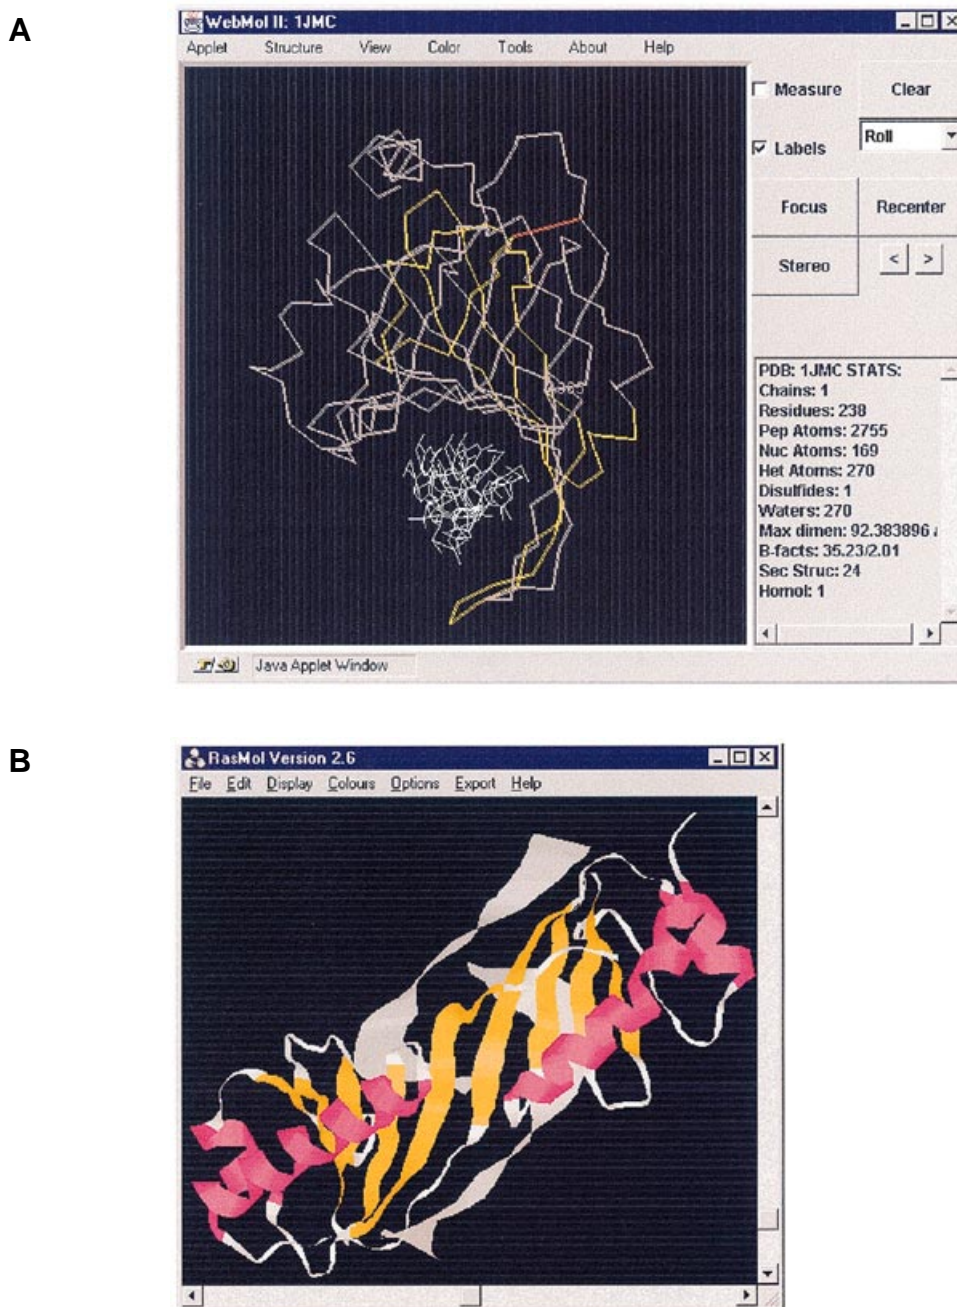 A
WebMol II: 1JMC
Applet Structure View Color Tools About Help
Measure Clear
Labels Roll
Focus Recenter
Stereo < >
PDB: 1JMC STATS:
Chains: 1
Residues: 238
Pep Atoms: 2755
Nuc Atoms: 169
Het Atoms: 270
Disulfides: 1
Waters: 270
Max dimen: 92.383896
B-facts: 35.23/2.01
Sec Struc: 24
Homol: 1
Java Applet Window
B
RasMol Version 2.6
File Edit Display Colours Options Export Help